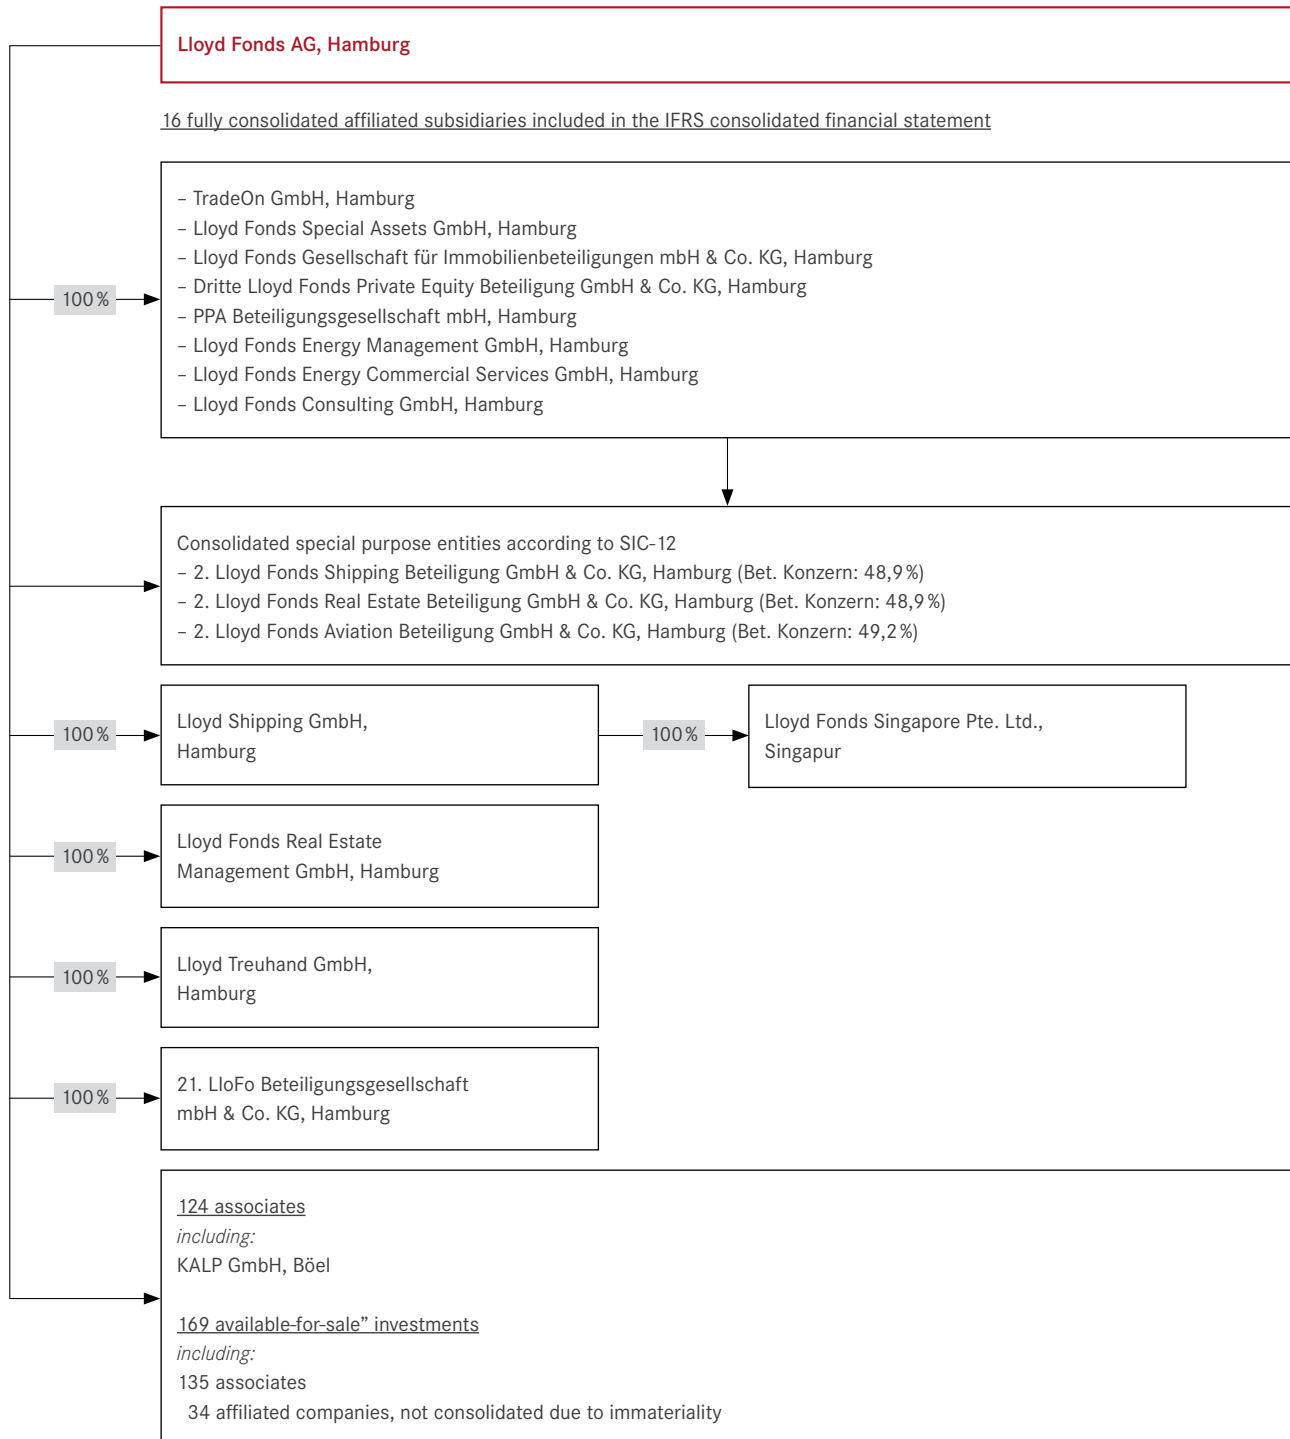 Lloyd Fonds AG, Hamburg
16 fully consolidated affiliated subsidiaries included in the IFRS consolidated financial statement
100 %
– TradeOn GmbH, Hamburg
– Lloyd Fonds Special Assets GmbH, Hamburg
– Lloyd Fonds Gesellschaft für Immobilienbeteiligungen mbH & Co. KG, Hamburg
– Dritte Lloyd Fonds Private Equity Beteiligung GmbH & Co. KG, Hamburg
– PPA Beteiligungsgesellschaft mbH, Hamburg
– Lloyd Fonds Energy Management GmbH, Hamburg
– Lloyd Fonds Energy Commercial Services GmbH, Hamburg
– Lloyd Fonds Consulting GmbH, Hamburg
Consolidated special purpose entities according to SIC-12
– 2. Lloyd Fonds Shipping Beteiligung GmbH & Co. KG, Hamburg (Bet. Konzern: 48,9 %)
– 2. Lloyd Fonds Real Estate Beteiligung GmbH & Co. KG, Hamburg (Bet. Konzern: 48,9 %)
– 2. Lloyd Fonds Aviation Beteiligung GmbH & Co. KG, Hamburg (Bet. Konzern: 49,2 %)
100 %
Lloyd Shipping GmbH,
Hamburg
100 %
Lloyd Fonds Singapore Pte. Ltd.,
Singapur
100 %
Lloyd Fonds Real Estate
Management GmbH, Hamburg
100 %
Lloyd Treuhand GmbH,
Hamburg
100 %
21. LloFo Beteiligungsgesellschaft
mbH & Co. KG, Hamburg
124 associates
including:
KALP GmbH, Böel
169 available-for-sale” investments
including:
135 associates
34 affiliated companies, not consolidated due to immateriality